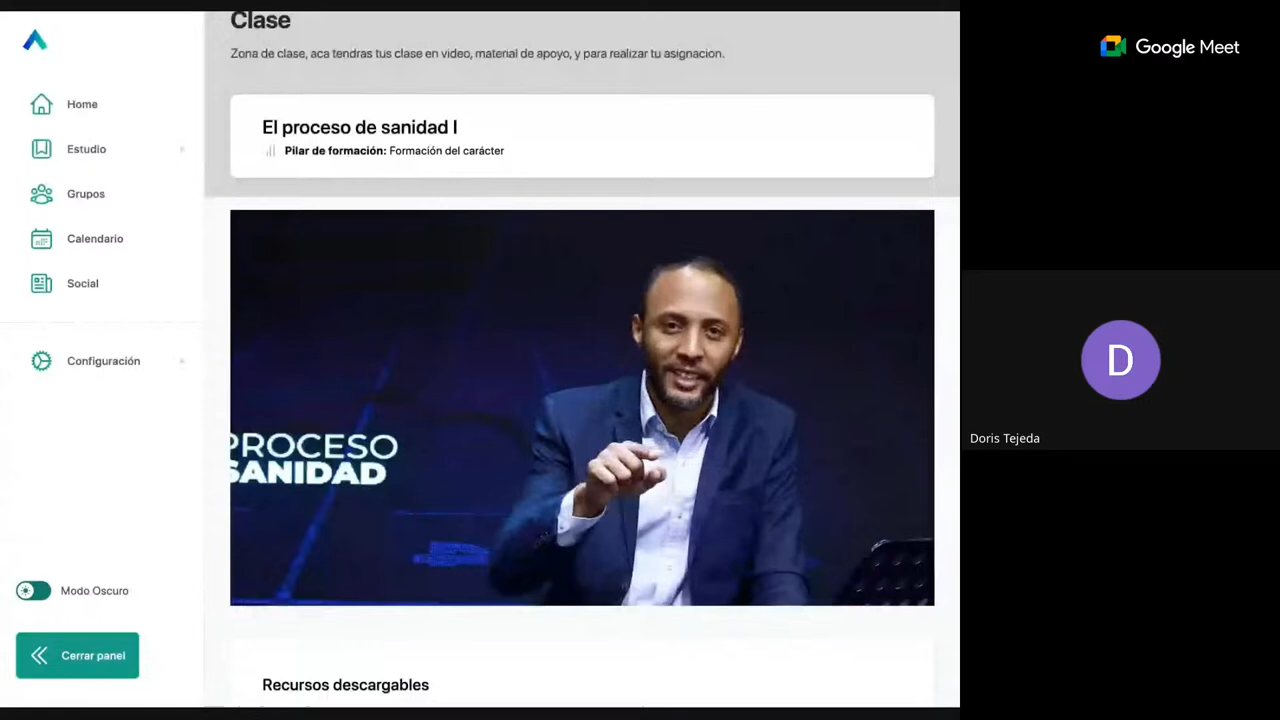 Clase
Zona de clase, aca tendras tus clase en video, material de apoyo, y para realizar tu asignacion.
El proceso de sanidad I
Pilar de formación: Formación del carácter
Home
Estudio
Grupos
Calendario
Social
Configuración
Modo Oscuro
Cerrar panel
PROCESO
SANIDAD
Recursos descargables
Google Meet
D
Doris Tejeda